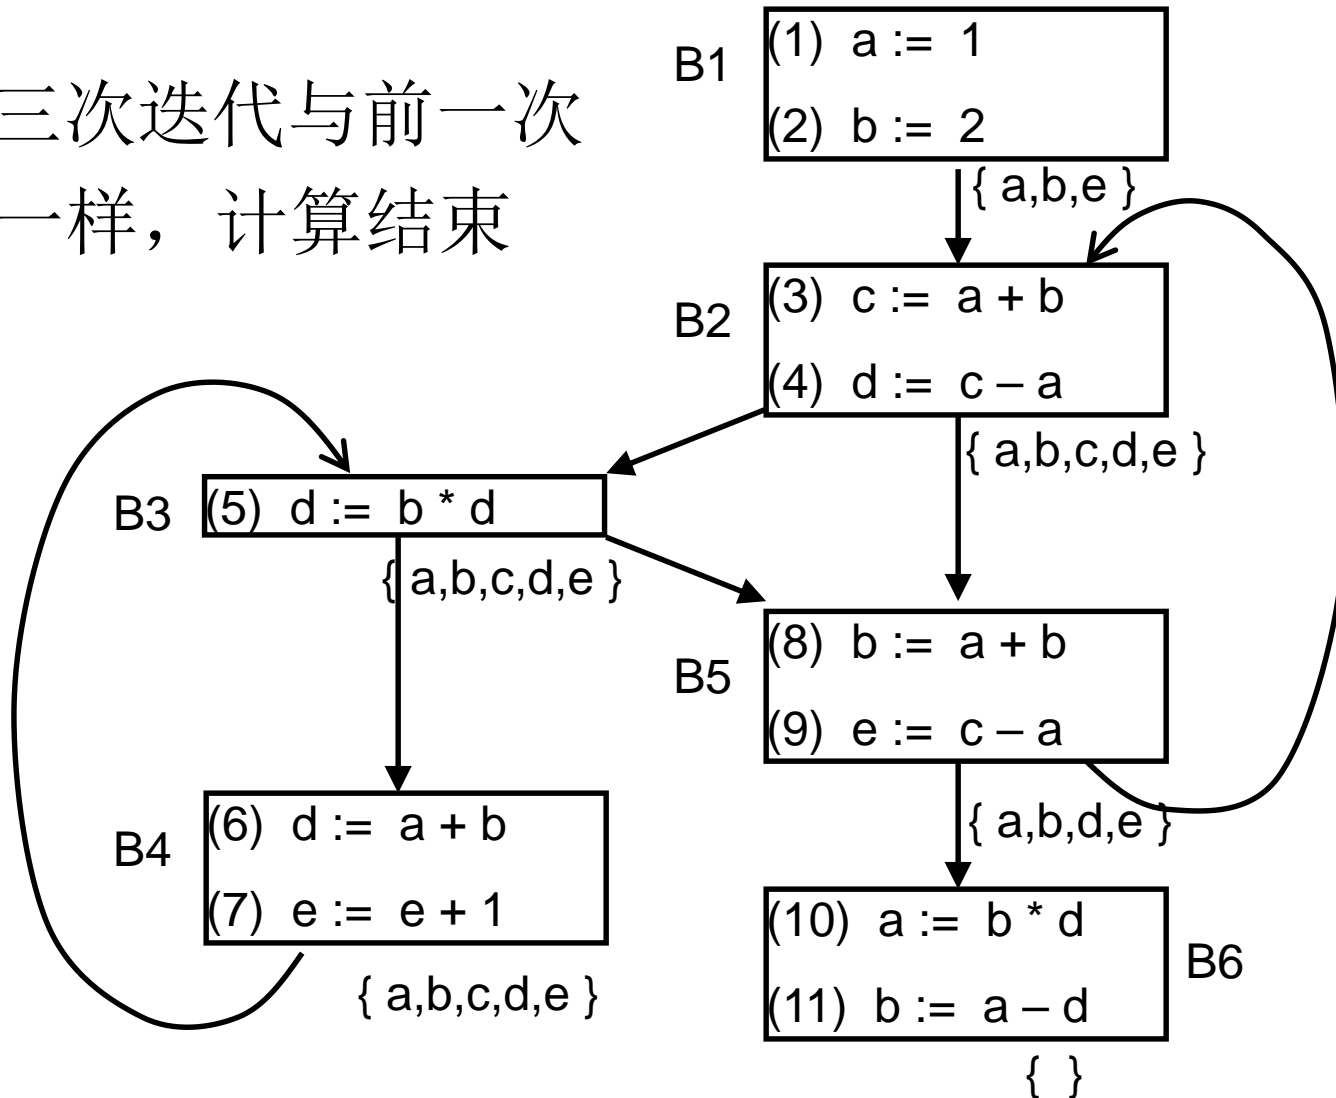 三次迭代与前一次
一样，计算结束
B1
(1) a := 1
(2) b := 2
{ a,b,e }
B2
(3) c := a + b
(4) d := c – a
{ a,b,c,d,e }
B3
(5) d := b * d
{ a,b,c,d,e }
B5
(8) b := a + b
(9) e := c – a
{ a,b,d,e }
B4
(6) d := a + b
(7) e := e + 1
{ a,b,c,d,e }
(10) a := b * d
(11) b := a – d
B6
{ }